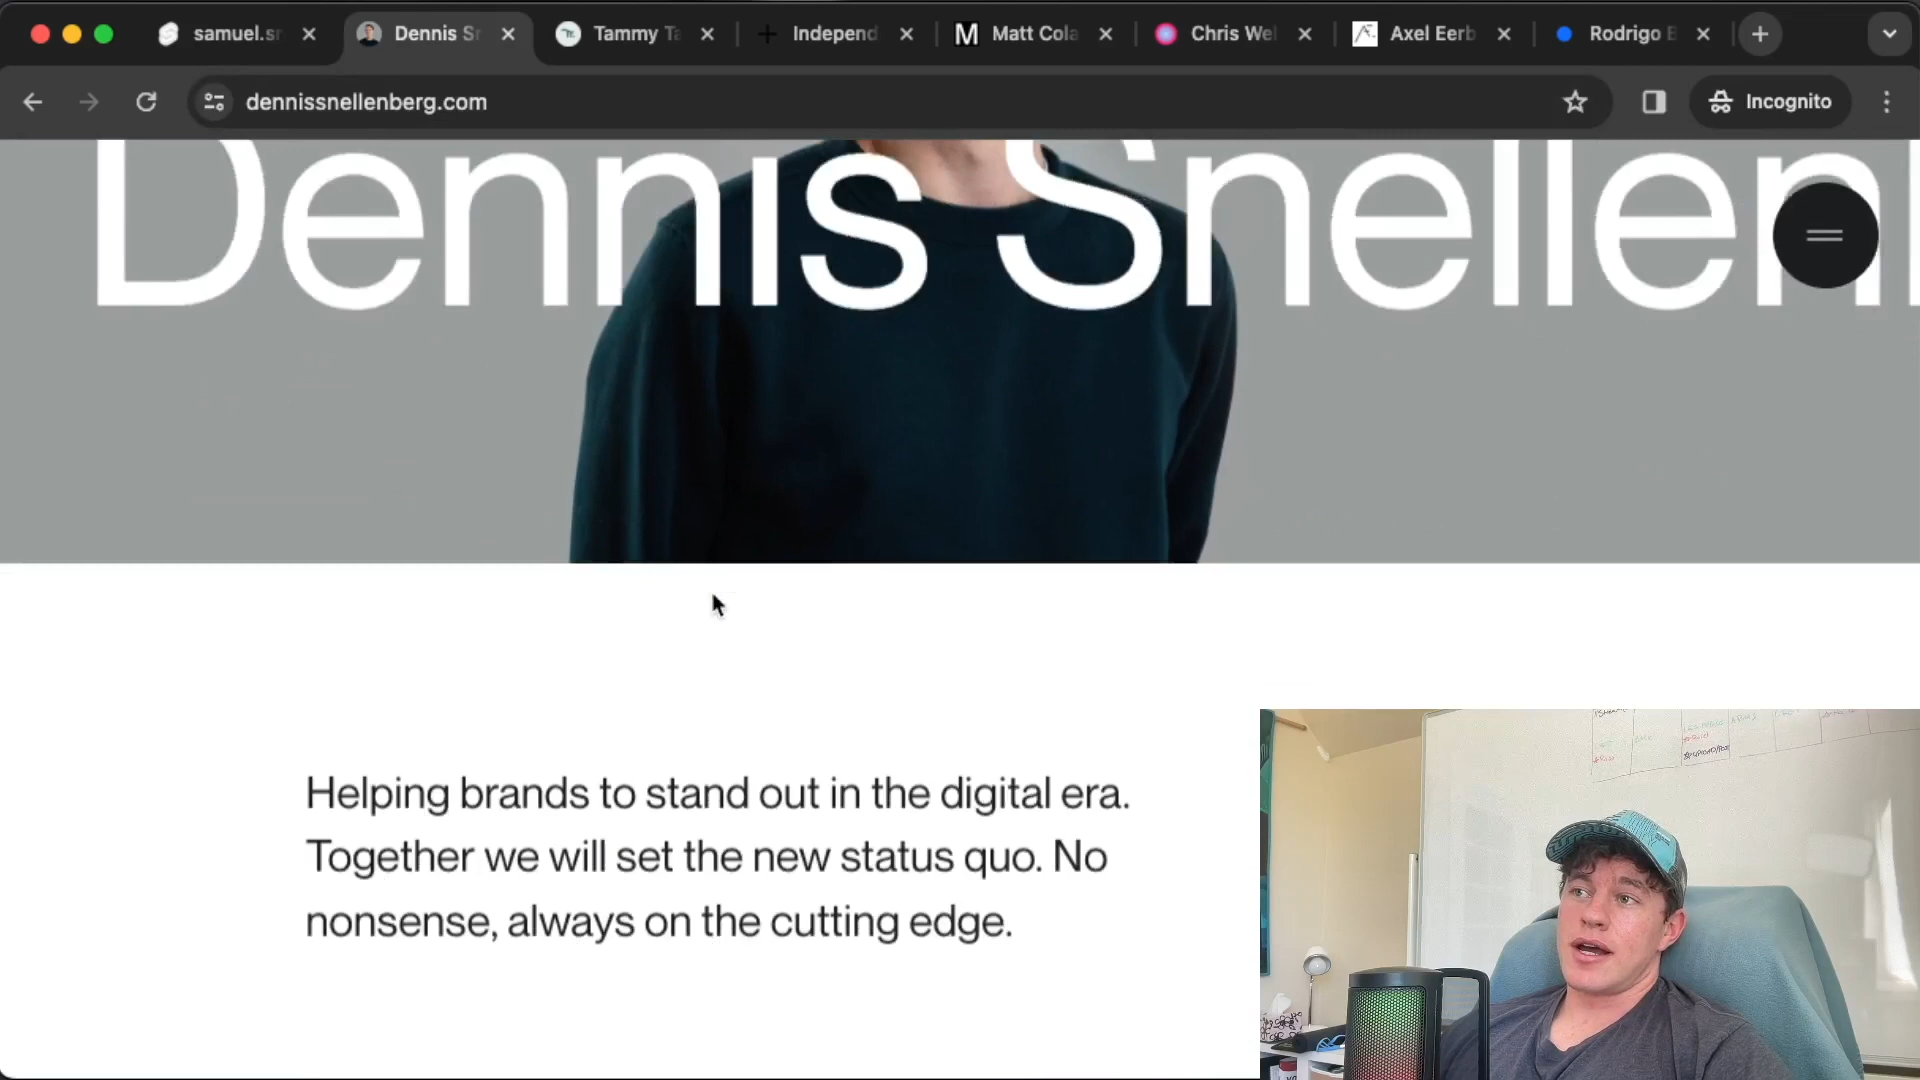 samuel.sr
Dennis Sr
Tammy Ta
Independ
M
Matt Cola
Chris Wel
Axel Eerb
Rodrigo B
dennissnellenberg.com
Incognito
Dennis Snellen
Helping brands to stand out in the digital era.
Together we will set the new status quo. No
nonsense, always on the cutting edge.